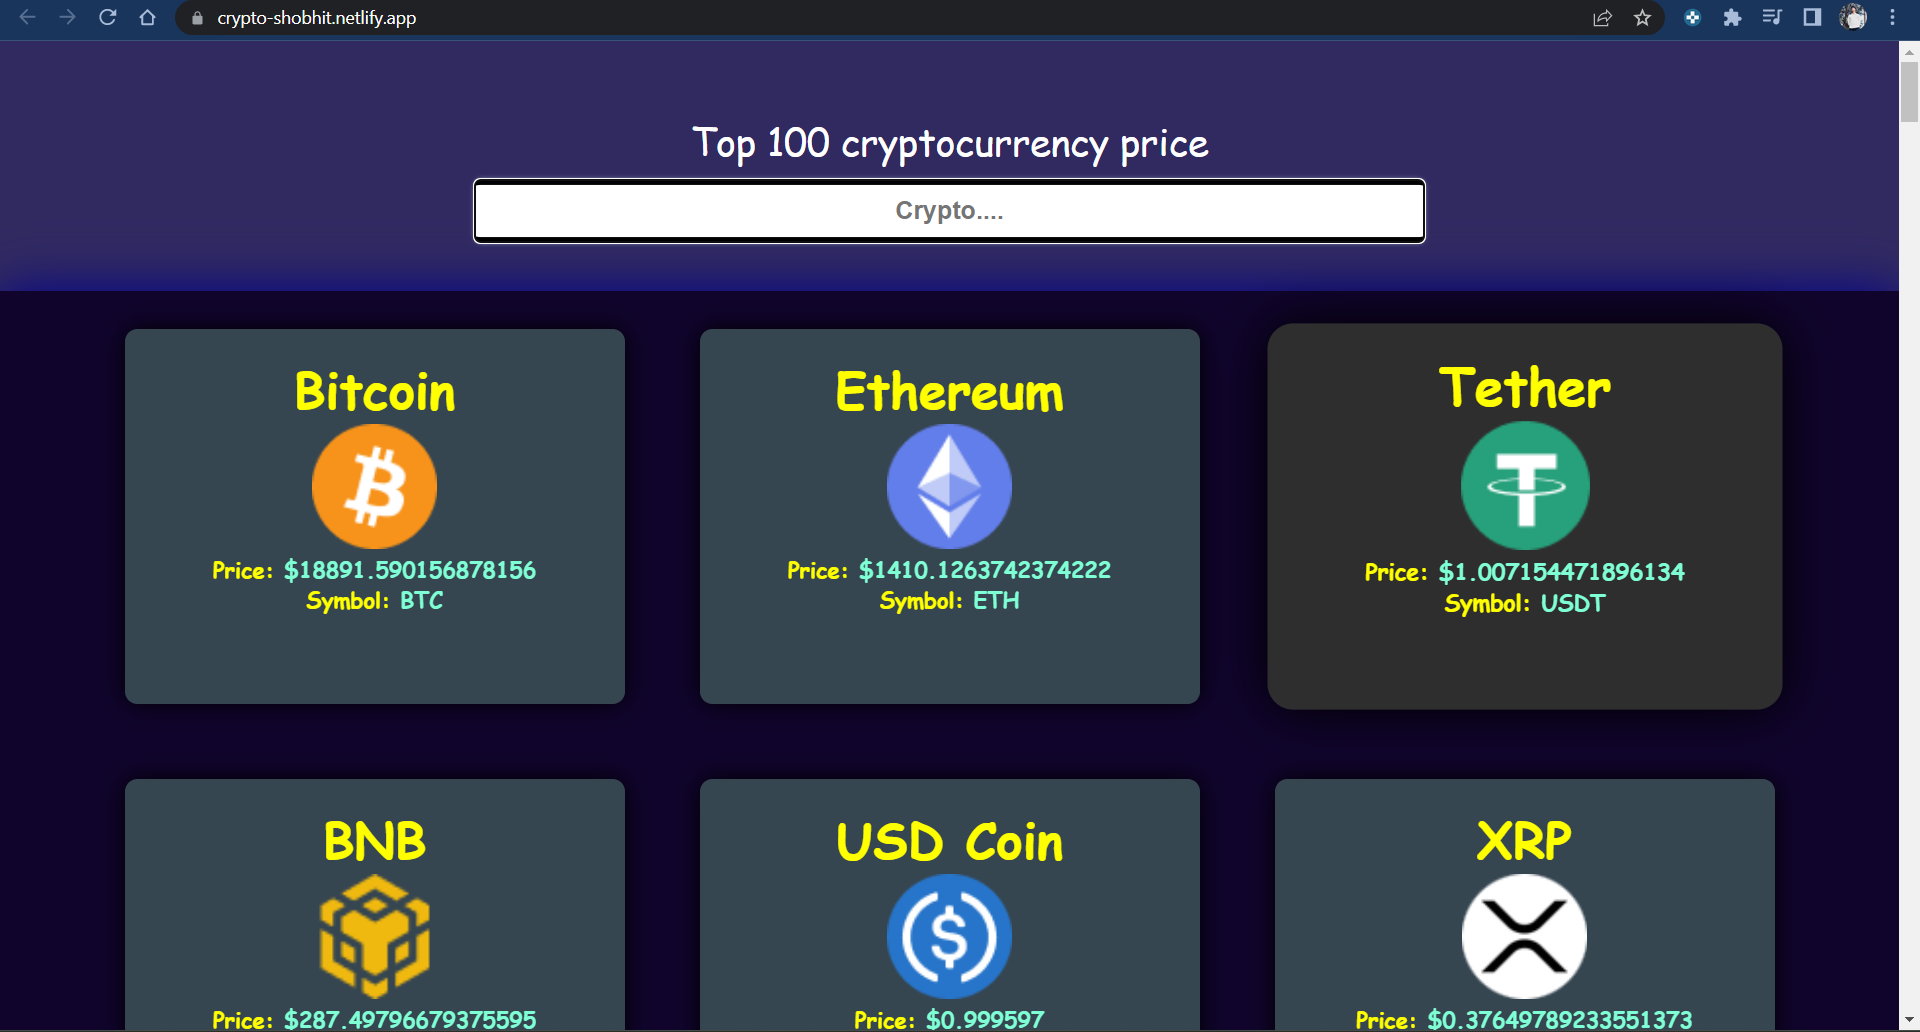 crypto-shobhit.netlify.app
Top 100 cryptocurrency price
Crypto....
Bitcoin
Price: $18891.590156878156
Symbol: BTC
Ethereum
Price: $1410.1263742374222
Symbol: ETH
Tether
Price: $1.007154471896134
Symbol: USDT
BNB
Price: $287.49796679375595
USD Coin
Price: $0.999597
XRP
Price: $0.37649789233551373